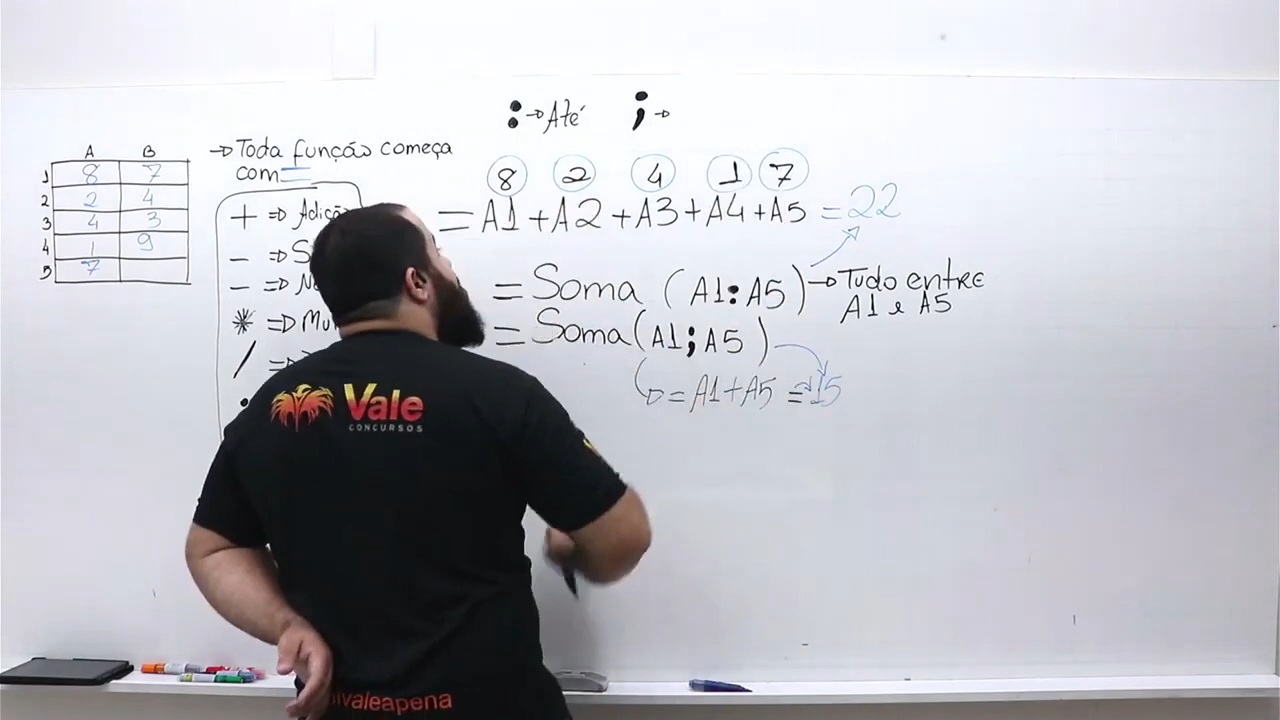 : → Até ; →
→ Toda função começa
com =
A B
1 8 7
2 2 4
3 4 3
4 1 9
5 7
+ ⇒ Adição
- ⇒
- ⇒
* ⇒
/ ⇒
8 2 4 1 7
= A1 + A2 + A3 + A4 + A5 = 22
= Soma (A1:A5) → Tudo entre
A1 e A5
= Soma (A1;A5)
= A1 + A5 = 15
Vale
CONCURSOS
valeapena